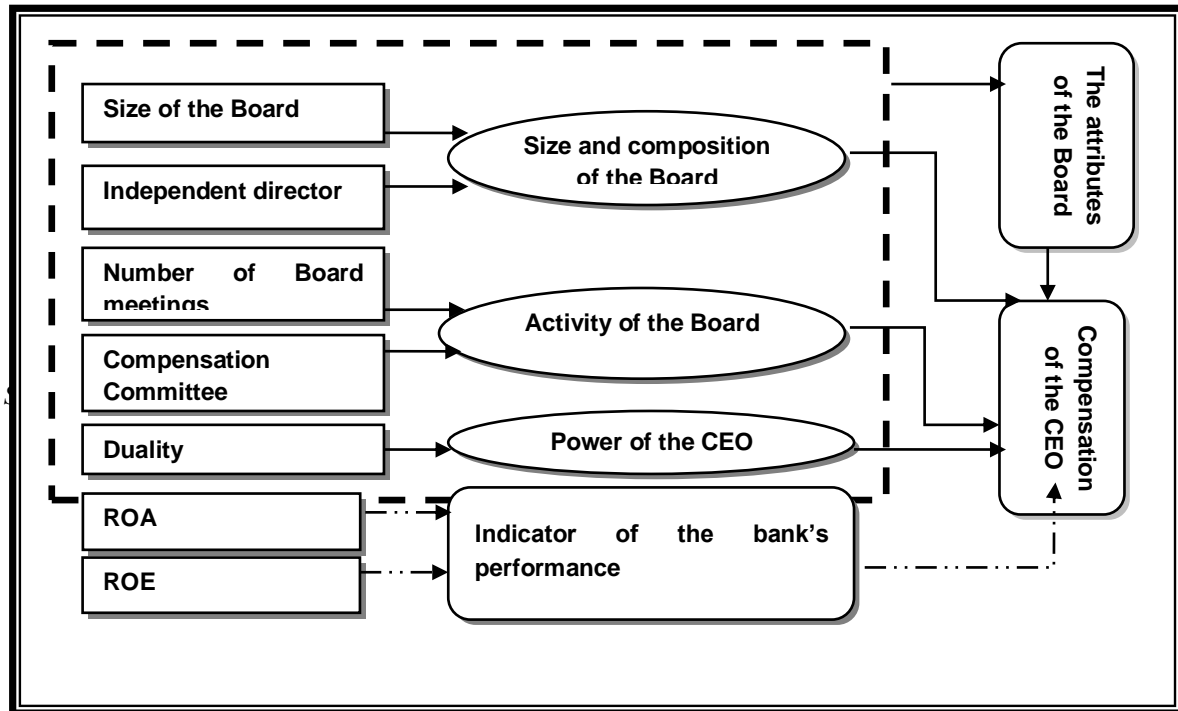 Size of the Board
Independent director
Number of Board
meetings
Compensation
Committee
Duality
ROA
ROE
Size and composition
of the Board
Activity of the Board
Power of the CEO
Indicator of the bank's
performance
The attributes
of the Board
Compensation
of the CEO